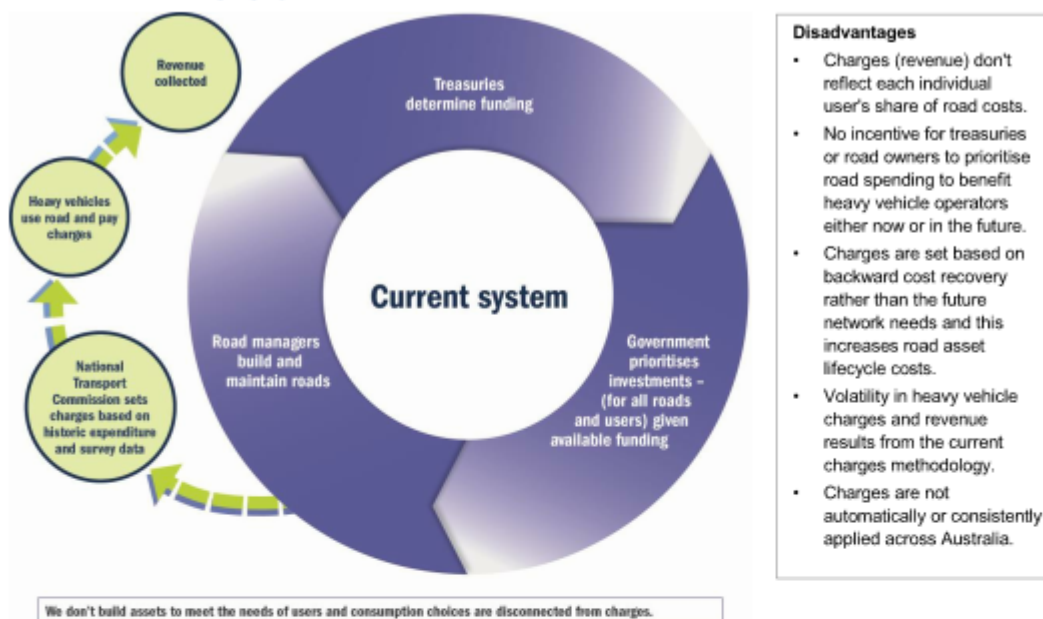 Revenue
collected
Treasuries
determine funding
Heavy vehicles
use road and pay
charges
Current system
Road managers
build and
maintain roads
Government
prioritises
investments –
(for all roads
and users) given
available funding
National
Transport
Commission sets
charges based on
historic expenditure
and survey data
We don't build assets to meet the needs of users and consumption choices are disconnected from charges.
Disadvantages
• Charges (revenue) don't
reflect each individual
user's share of road costs.
• No incentive for treasuries
or road owners to prioritise
road spending to benefit
heavy vehicle operators
either now or in the future.
• Charges are set based on
backward cost recovery
rather than the future
network needs and this
increases road asset
lifecycle costs.
• Volatility in heavy vehicle
charges and revenue
results from the current
charges methodology.
• Charges are not
automatically or consistently
applied across Australia.